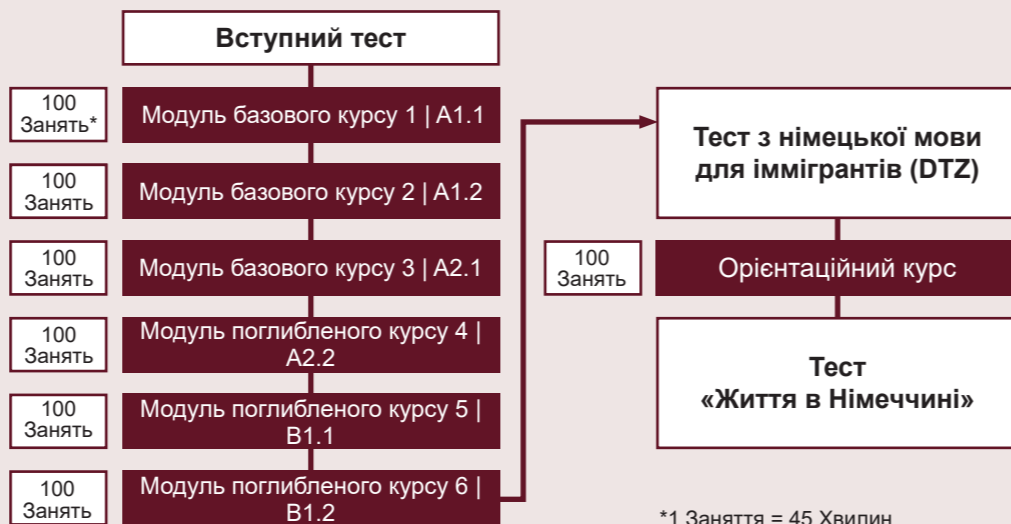 Вступний тест
100
Занять*
Модуль базового курсу 1 | A1.1
100
Занять
Модуль базового курсу 2 | A1.2
100
Занять
Модуль базового курсу 3 | A2.1
100
Занять
Модуль поглибленого курсу 4 |
A2.2
100
Занять
Модуль поглибленого курсу 5 |
B1.1
100
Занять
Модуль поглибленого курсу 6 |
B1.2
Тест з німецької мови
для іммігрантів (DTZ)
100
Занять
Орієнтаційний курс
Тест
«Життя в Німеччині»
*1 Заняття = 45 Хвилин